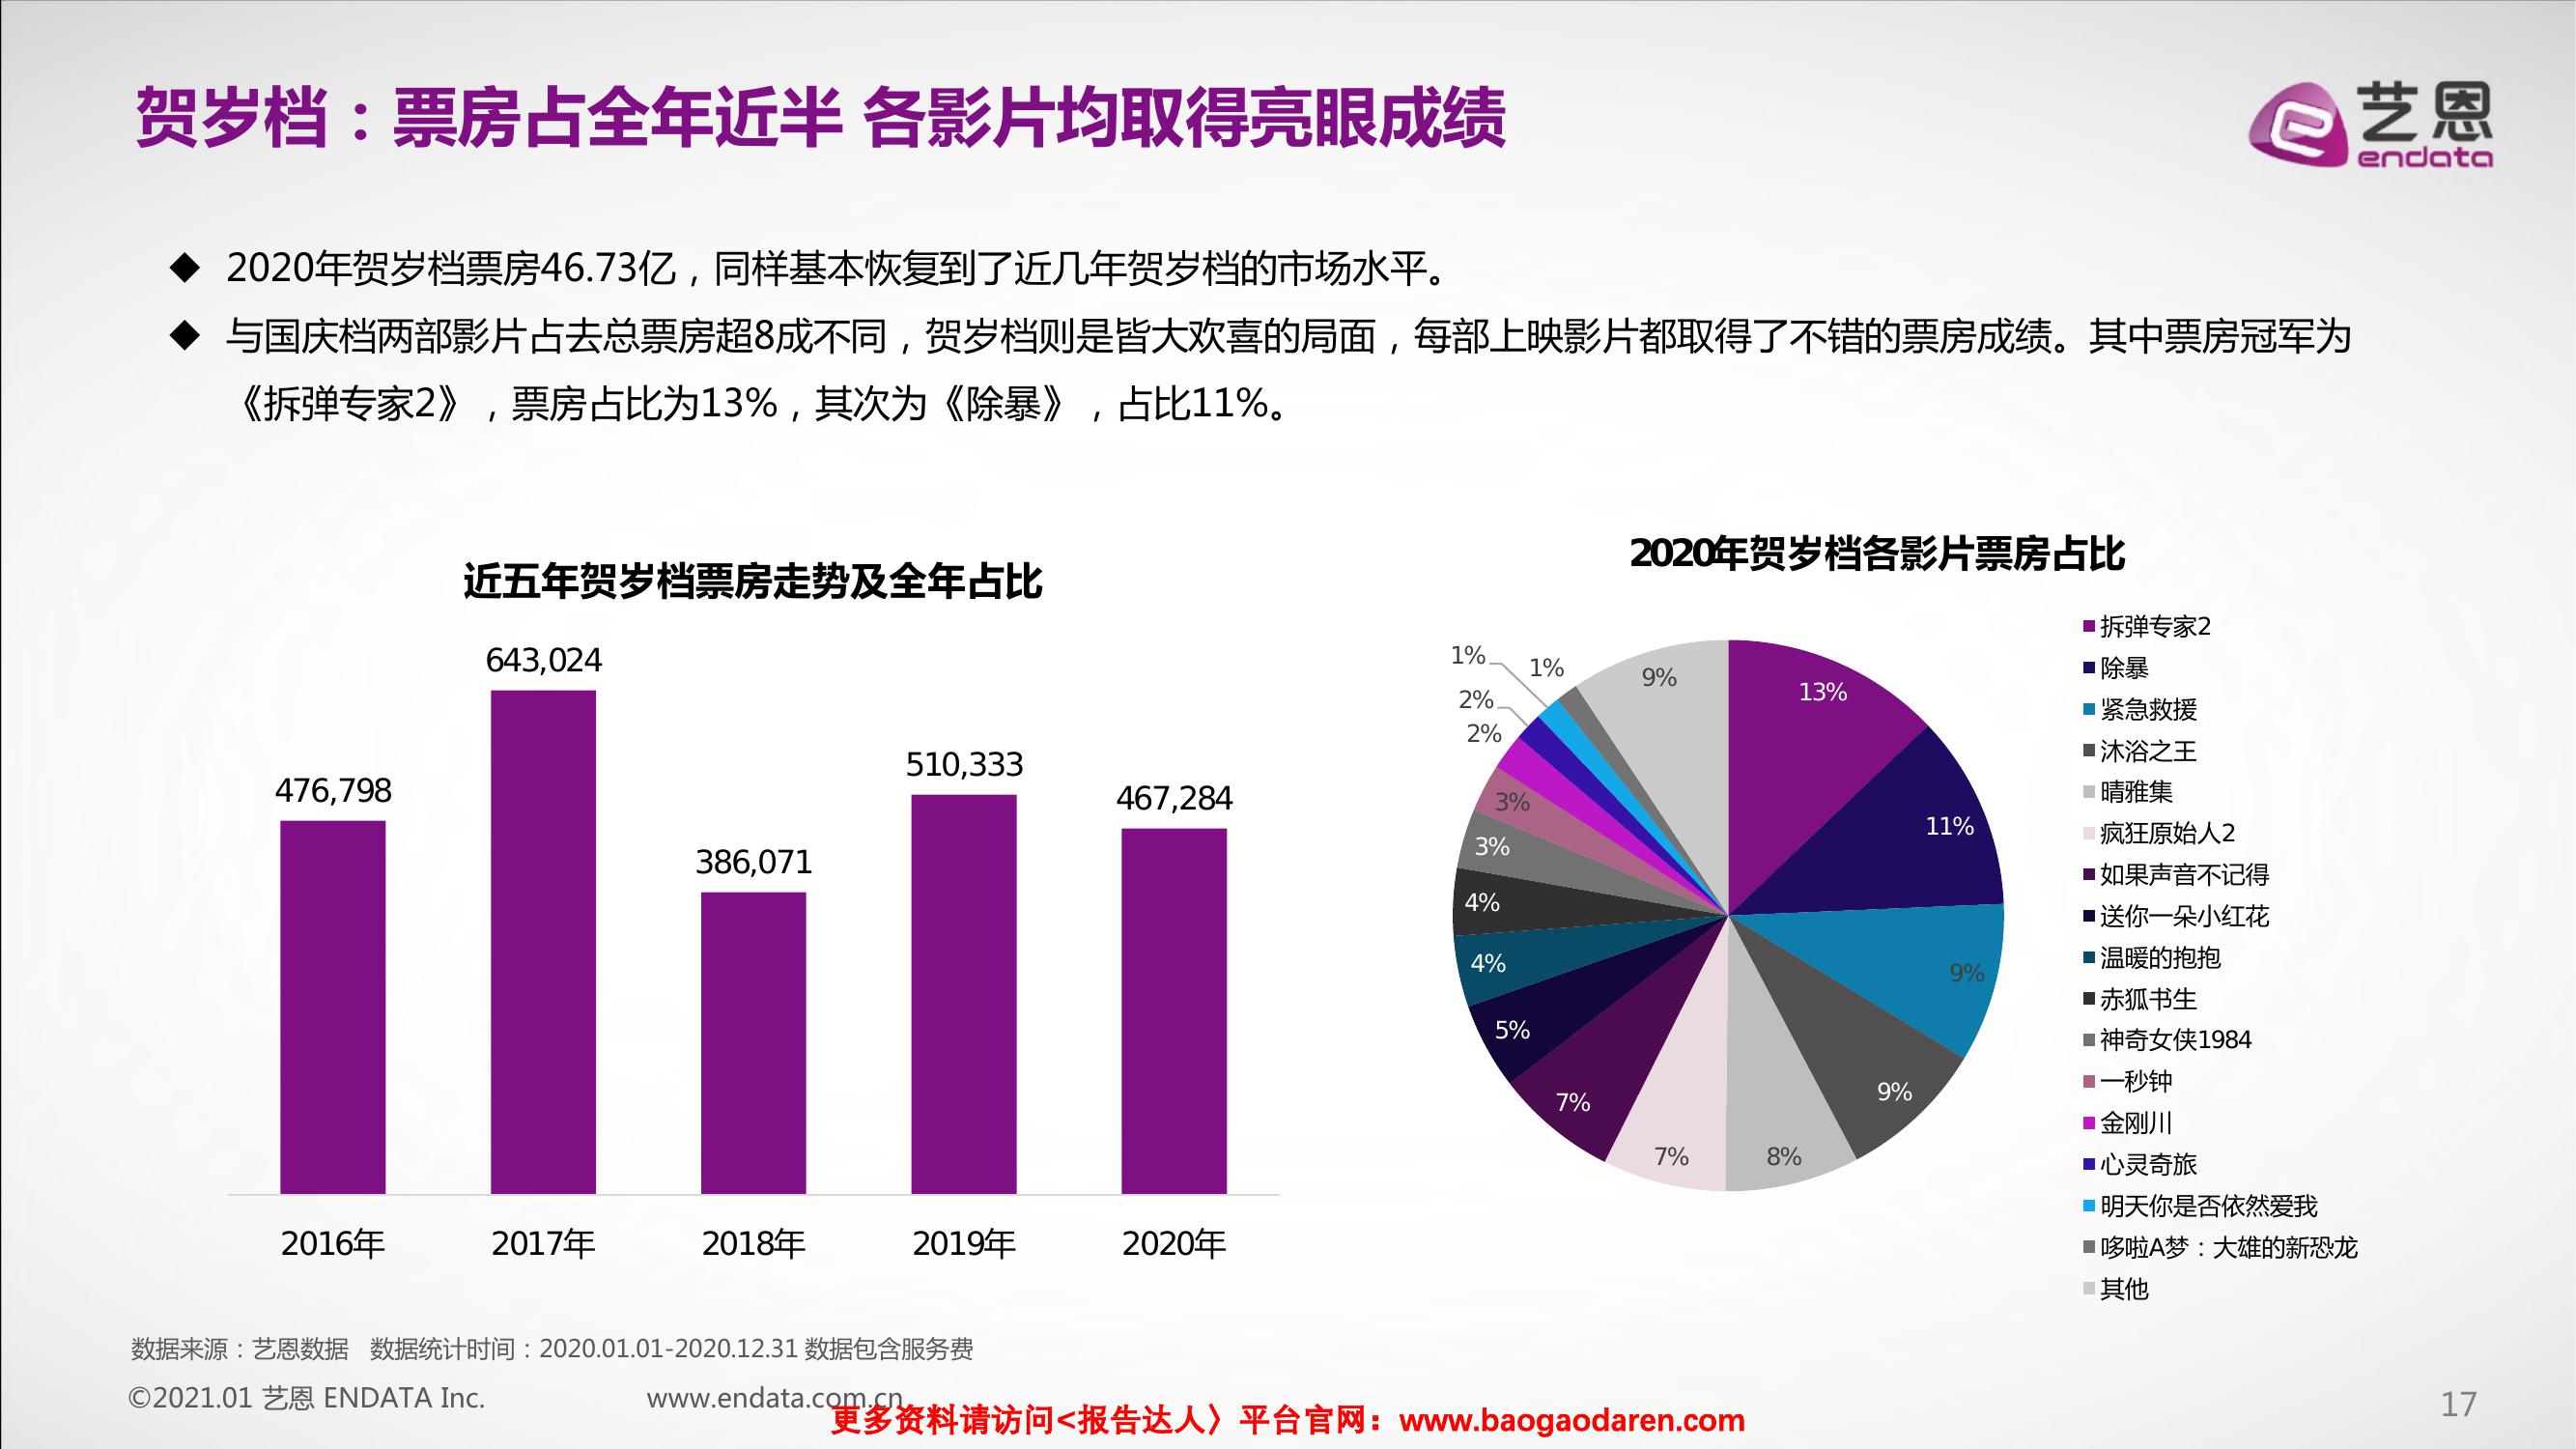 贺岁档：票房占全年近半 各影片均取得亮眼成绩
艺恩
endata
◆ 2020年贺岁档票房46.73亿，同样基本恢复到了近几年贺岁档的市场水平。
◆ 与国庆档两部影片占去总票房超8成不同，贺岁档则是皆大欢喜的局面，每部上映影片都取得了不错的票房成绩。其中票房冠军为
《拆弹专家2》，票房占比为13%，其次为《除暴》，占比11%。
近五年贺岁档票房走势及全年占比
476,798
643,024
386,071
510,333
467,284
2016年
2017年
2018年
2019年
2020年
2020年贺岁档各影片票房占比
13%
11%
9%
9%
8%
7%
7%
5%
4%
4%
3%
3%
2%
2%
1%
1%
9%
拆弹专家2
除暴
紧急救援
沐浴之王
晴雅集
疯狂原始人2
如果声音不记得
送你一朵小红花
温暖的抱抱
赤狐书生
神奇女侠1984
一秒钟
金刚川
心灵奇旅
明天你是否依然爱我
哆啦A梦：大雄的新恐龙
其他
数据来源：艺恩数据 数据统计时间：2020.01.01-2020.12.31 数据包含服务费
©2021.01 艺恩 ENDATA Inc.
www.endata.com.cn
更多资料请访问<报告达人〉平台官网：www.baogaodaren.com
17